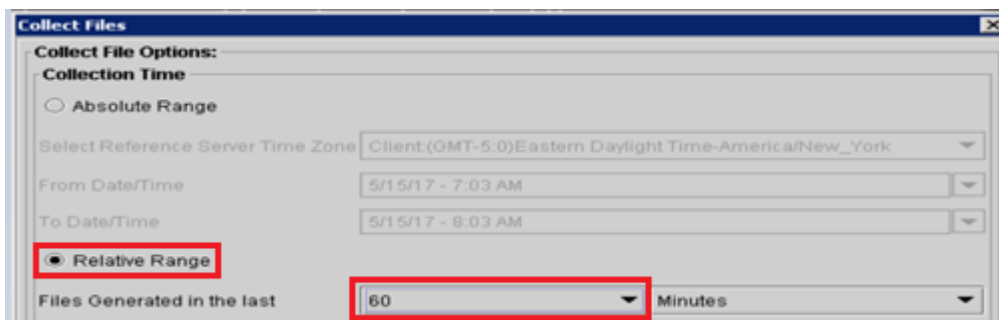 Collect Files
Collect File Options:
Collection Time
Absolute Range
Select Reference Server Time Zone Client:(GMT-5:0)Eastern Daylight Time-America/New_York
From Date/Time 5/15/17 - 7:03 AM
To Date/Time 5/15/17 - 8:03 AM
Relative Range
Files Generated in the last 60 Minutes